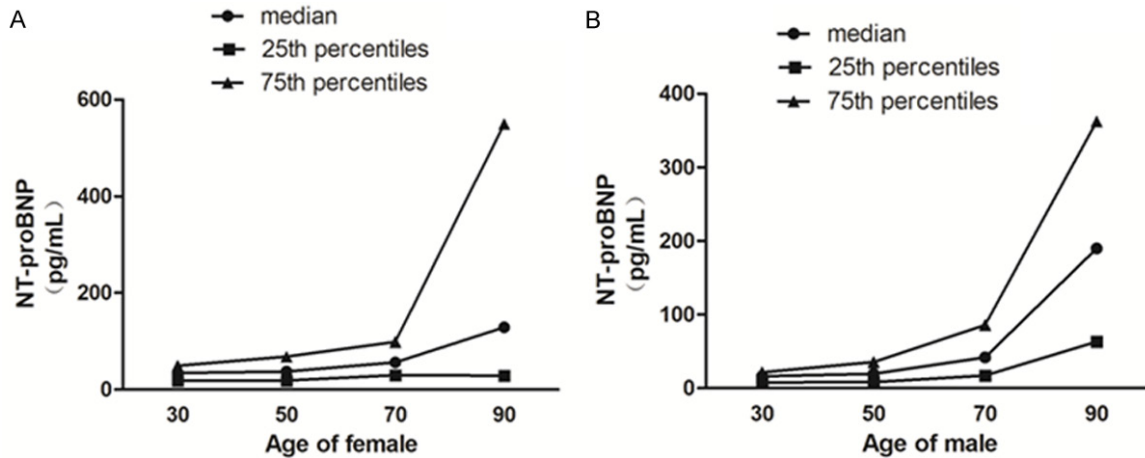 A
median
25th percentiles
75th percentiles
600
400
200
0
NT-proBNP
(pg/mL)
30 50 70 90
Age of female
B
median
25th percentiles
75th percentiles
400
300
200
100
0
NT-proBNP
(pg/mL)
30 50 70 90
Age of male